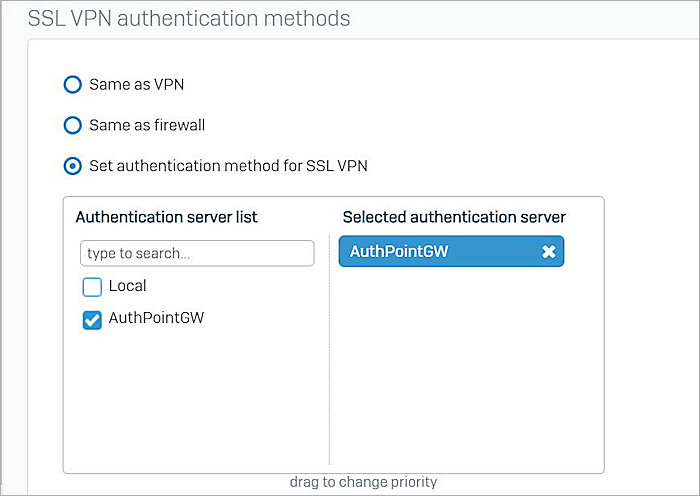 SSL VPN authentication methods
Same as VPN
Same as firewall
Set authentication method for SSL VPN
Authentication server list
Selected authentication server
type to search...
AuthPointGW
Local
AuthPointGW
drag to change priority